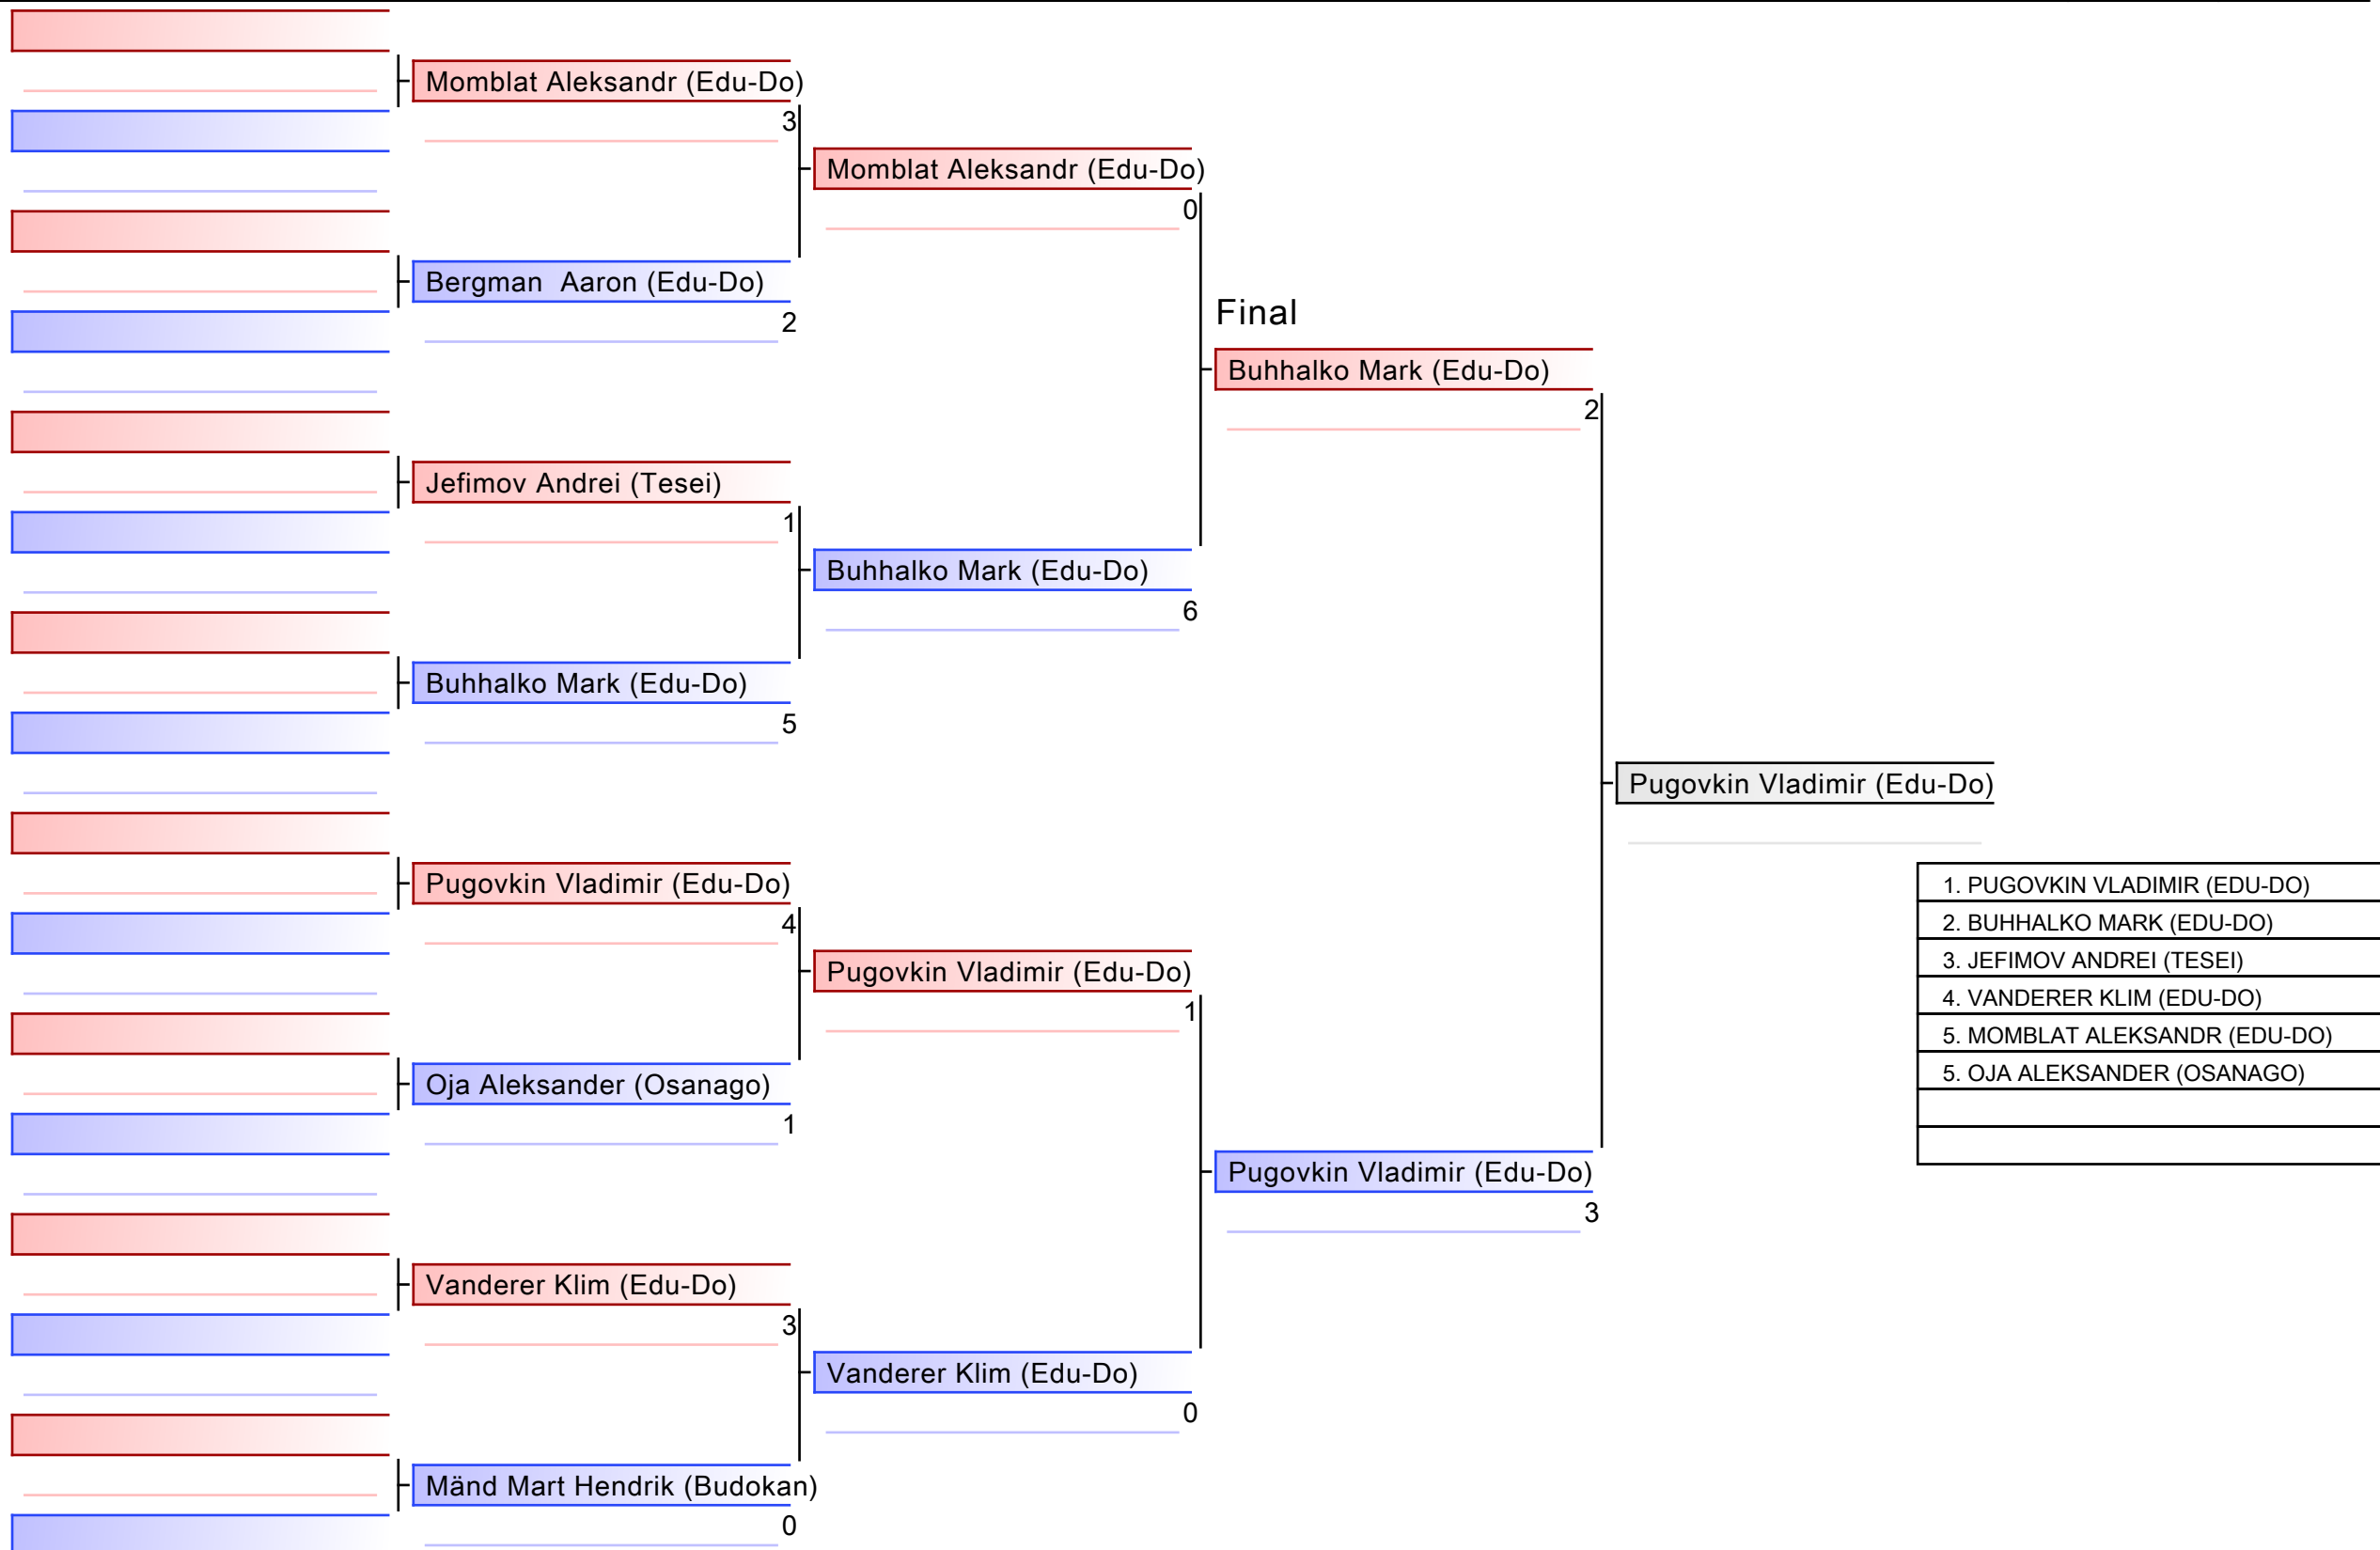 Momblat Aleksandr (Edu-Do)
3
Bergman  Aaron (Edu-Do)
2
Jefimov Andrei (Tesei)
1
Buhhalko Mark (Edu-Do)
5
Pugovkin Vladimir (Edu-Do)
4
Oja Aleksander (Osanago)
1
Vanderer Klim (Edu-Do)
3
Mänd Mart Hendrik (Budokan)
0
Momblat Aleksandr (Edu-Do)
0
Buhhalko Mark (Edu-Do)
6
Pugovkin Vladimir (Edu-Do)
1
Vanderer Klim (Edu-Do)
0
Final
Buhhalko Mark (Edu-Do)
2
Pugovkin Vladimir (Edu-Do)
3
Pugovkin Vladimir (Edu-Do)
1. PUGOVKIN VLADIMIR (EDU-DO)
2. BUHHALKO MARK (EDU-DO)
3. JEFIMOV ANDREI (TESEI)
4. VANDERER KLIM (EDU-DO)
5. MOMBLAT ALEKSANDR (EDU-DO)
5. OJA ALEKSANDER (OSANAGO)